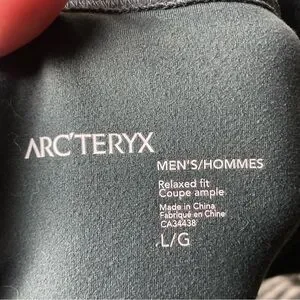 ARC'TERYX
MEN'S/HOMMES
Relaxed fit
Coupe ample
Made in China
Fabriqué en Chine
CA34438
L/G